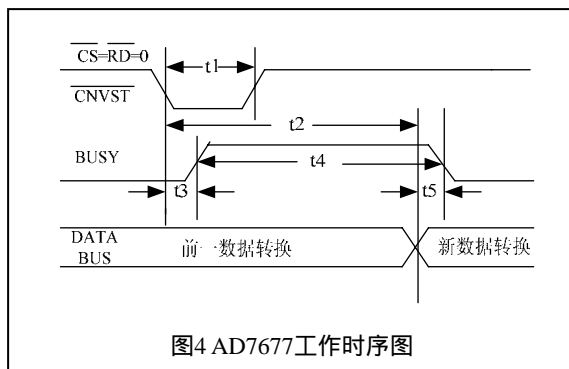 CS=RD=0
t1
CNVST
t2
BUSY
t4
t3
t5
DATA
BUS
前一数据转换
新数据转换
图4 AD7677工作时序图